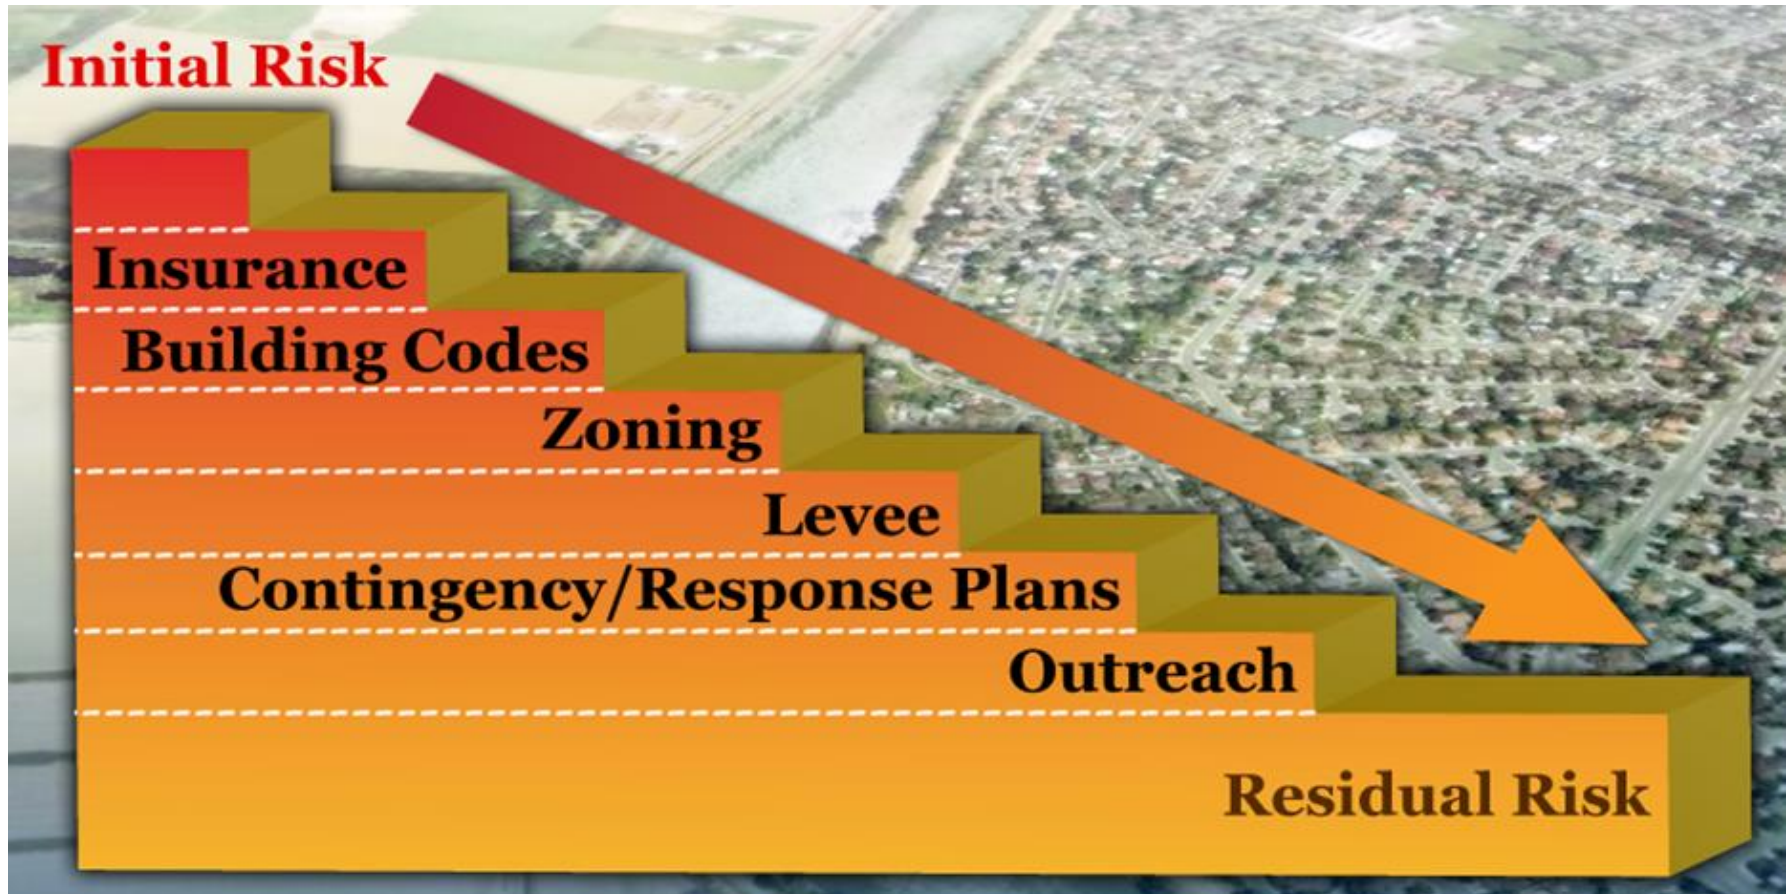 Initial Risk
Insurance
Building Codes
Zoning
Levee
Contingency/Response Plans
Outreach
Residual Risk